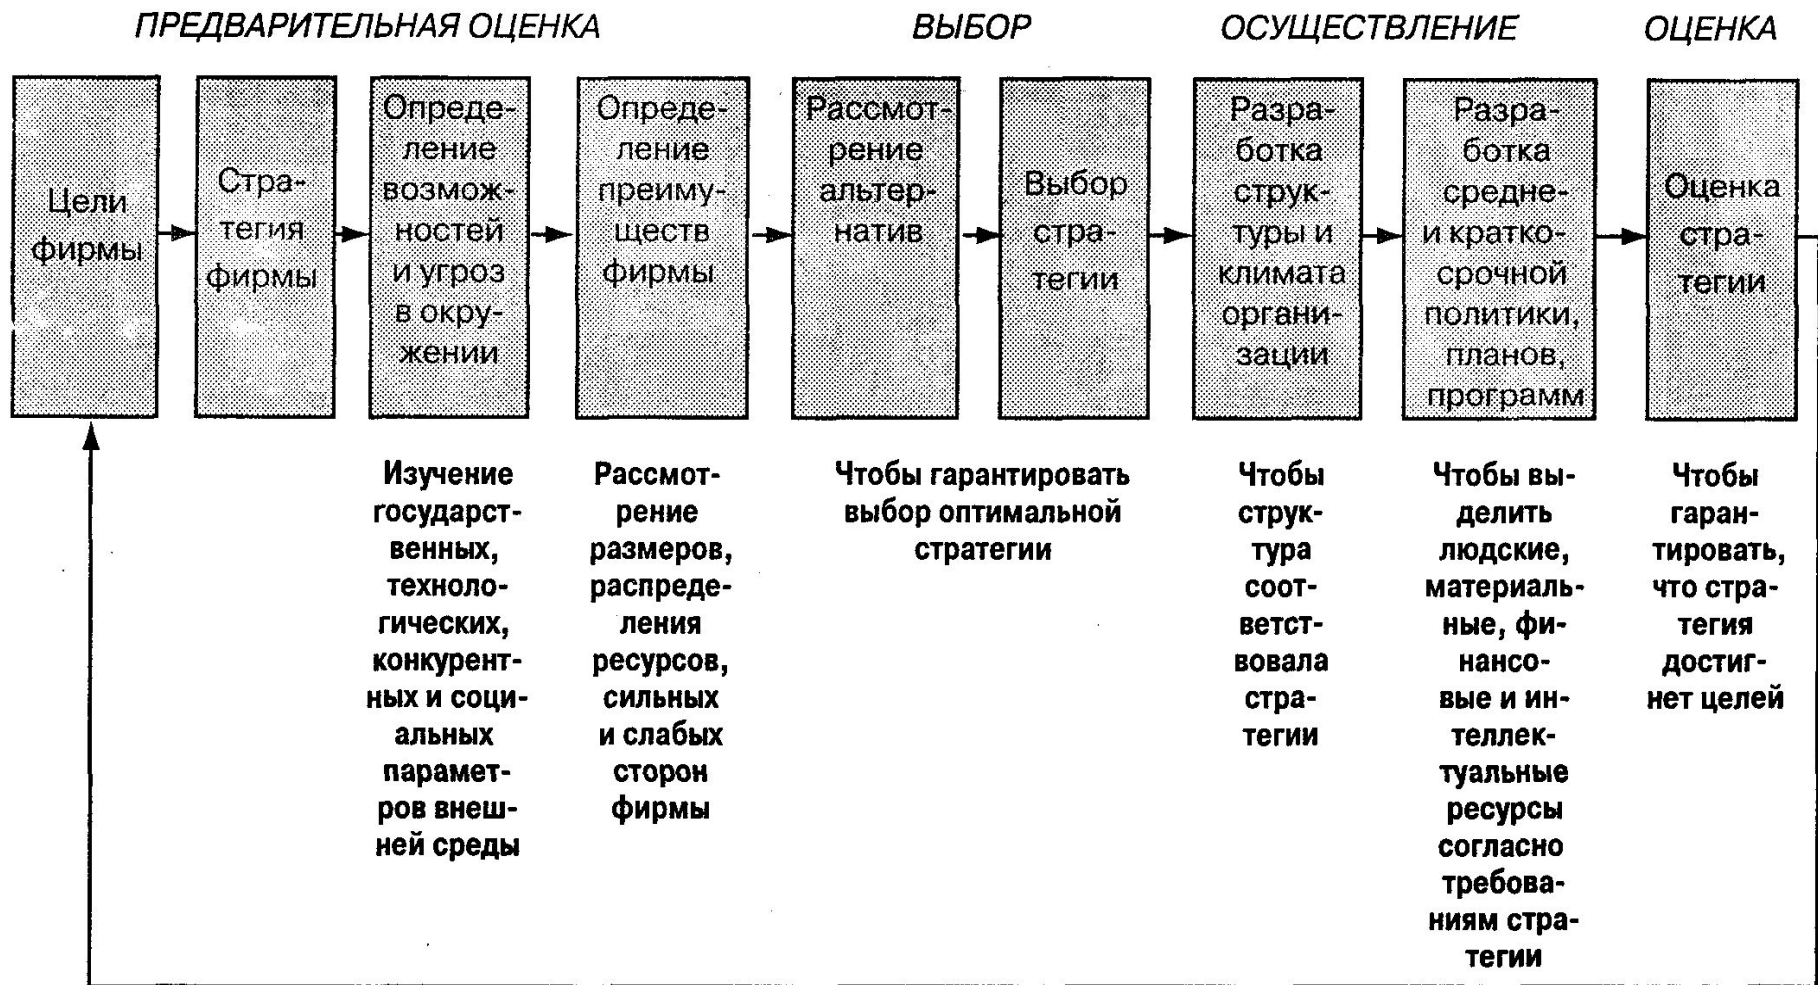 ПРЕДВАРИТЕЛЬНАЯ ОЦЕНКА
ВЫБОР
ОСУЩЕСТВЛЕНИЕ
ОЦЕНКА
Цели
фирмы
Стра-
тегия
фирмы
Опреде-
ление
возмож-
ностей
и угроз
в окру-
жении
Опреде-
ление
преиму-
ществ
фирмы
Рассмот-
рение
альтер-
натив
Выбор
стра-
тегии
Разра-
ботка
струк-
туры и
климата
органи-
зации
Разра-
ботка
средне-
и кратко-
срочной
политики,
планов,
программ
Оценка
стра-
тегии
Изучение
государст-
венных,
техноло-
гических,
конкурент-
ных и соци-
альных
парамет-
ров внеш-
ней среды
Рассмот-
рение
размеров,
распреде-
ления
ресурсов,
сильных
и слабых
сторон
фирмы
Чтобы гарантировать
выбор оптимальной
стратегии
Чтобы
струк-
тура
соот-
ветст-
вовала
стра-
тегии
Чтобы вы-
делить
людские,
материаль-
ные, фи-
нансо-
вые и ин-
теллек-
туальные
ресурсы
согласно
требова-
ниям стра-
тегии
Чтобы
гаран-
тировать,
что стра-
тегия
достиг-
нет целей